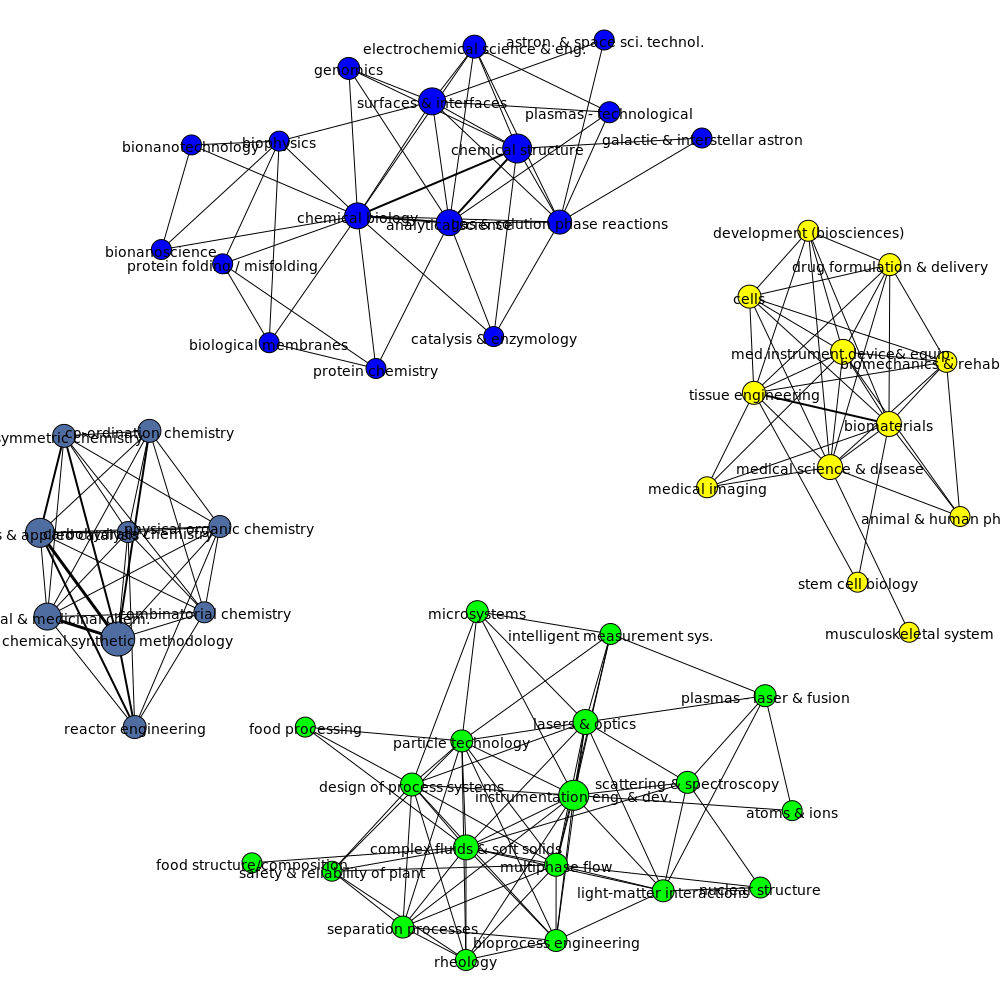 astron. & space sci. technol.
electrochemical science & eng.
genomics
surfaces & interfaces
plasmas - technological
galactic & interstellar astron
bionanotechnology
biophysics
chemical structure
chemical biology
analytical science
solution phase reactions
bionanoscience
protein folding / misfolding
biological membranes
catalysis & enzymology
protein chemistry
development (biosciences)
drug formulation & delivery
cells
med.instrument.device& equip.
biomechanics & rehab
tissue engineering
biomaterials
medical science & disease
medical imaging
animal & human ph
stem cell biology
musculoskeletal system
symmetric chemistry
co-ordination chemistry
physical organic chemistry
s & applied catalysis
carbohydrate chemistry
combinatorial chemistry
al & medicinal chem.
chemical synthetic methodology
reactor engineering
microsystems
intelligent measurement sys.
plasmas - laser & fusion
food processing
lasers & optics
particle technology
design of process systems
scattering & spectroscopy
instrumentation eng. & dev.
atoms & ions
complex fluids & soft solids
food structure/composition
safety & reliability of plant
multiphase flow
light-matter interactions
nuclear structure
separation processes
bioprocess engineering
rheology